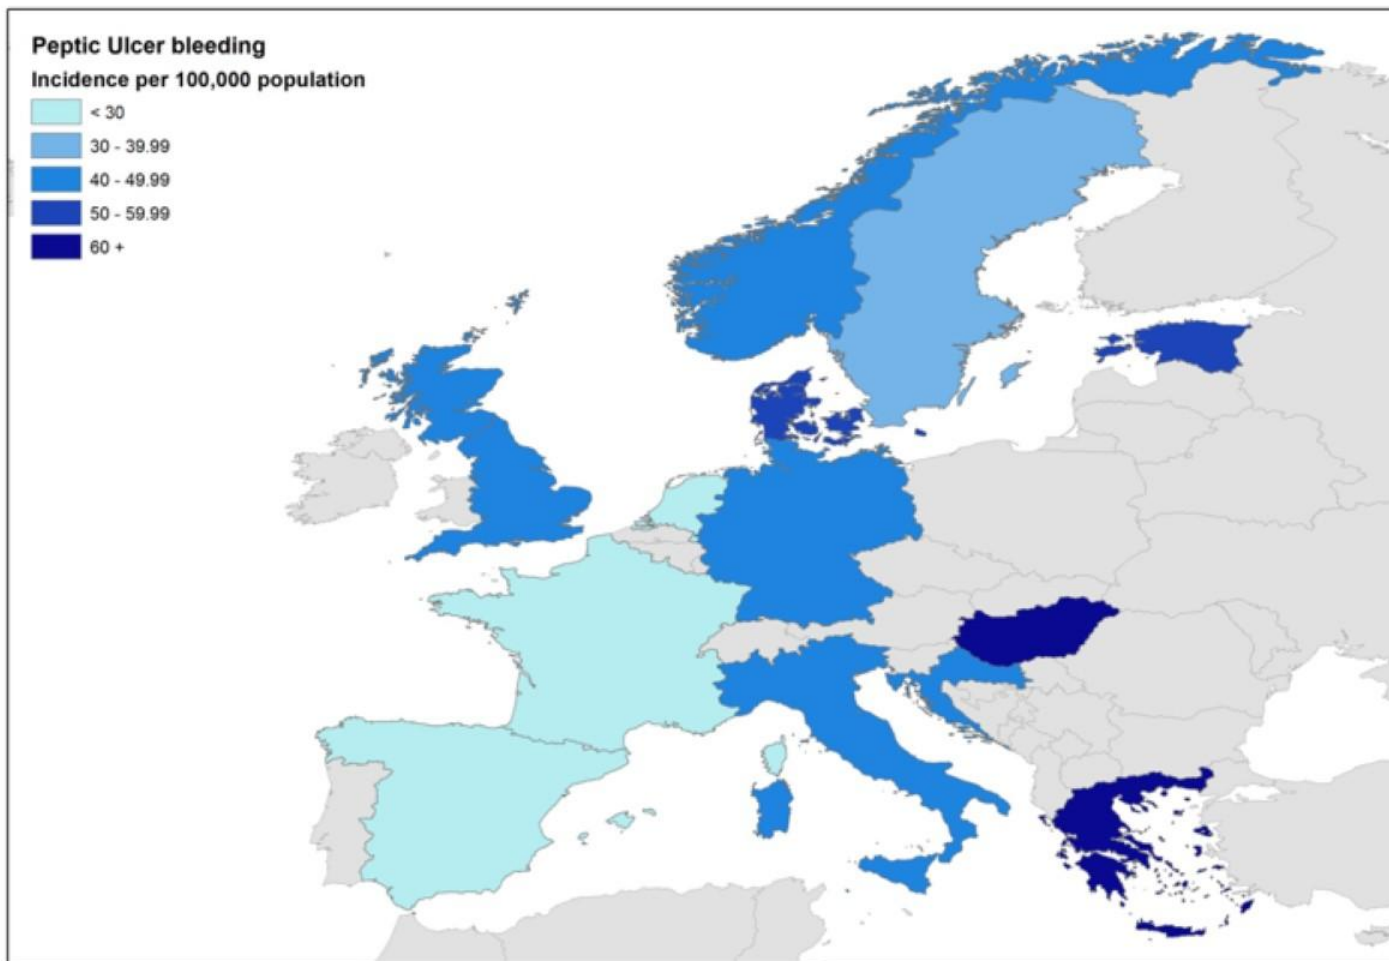 Peptic Ulcer bleeding
Incidence per 100,000 population
< 30
30 - 39.99
40 - 49.99
50 - 59.99
60 +